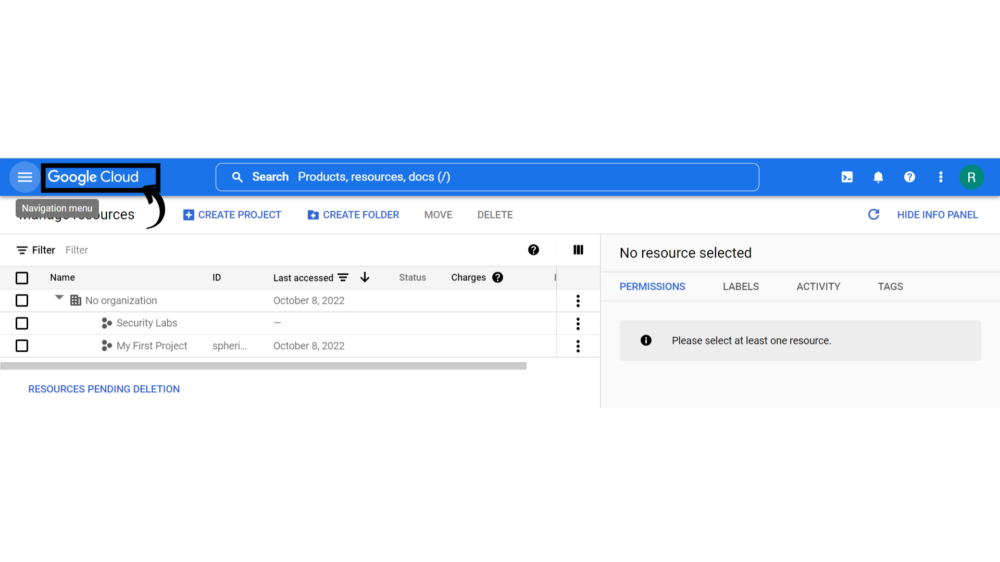 Google Cloud
Search Products, resources, docs (/)
R
Navigation menu
Manage resources
CREATE PROJECT
CREATE FOLDER
MOVE
DELETE
HIDE INFO PANEL
Filter Filter
Name ID Last accessed Status Charges
No organization October 8, 2022
Security Labs —
My First Project spheri... October 8, 2022
RESOURCES PENDING DELETION
No resource selected
PERMISSIONS LABELS ACTIVITY TAGS
Please select at least one resource.